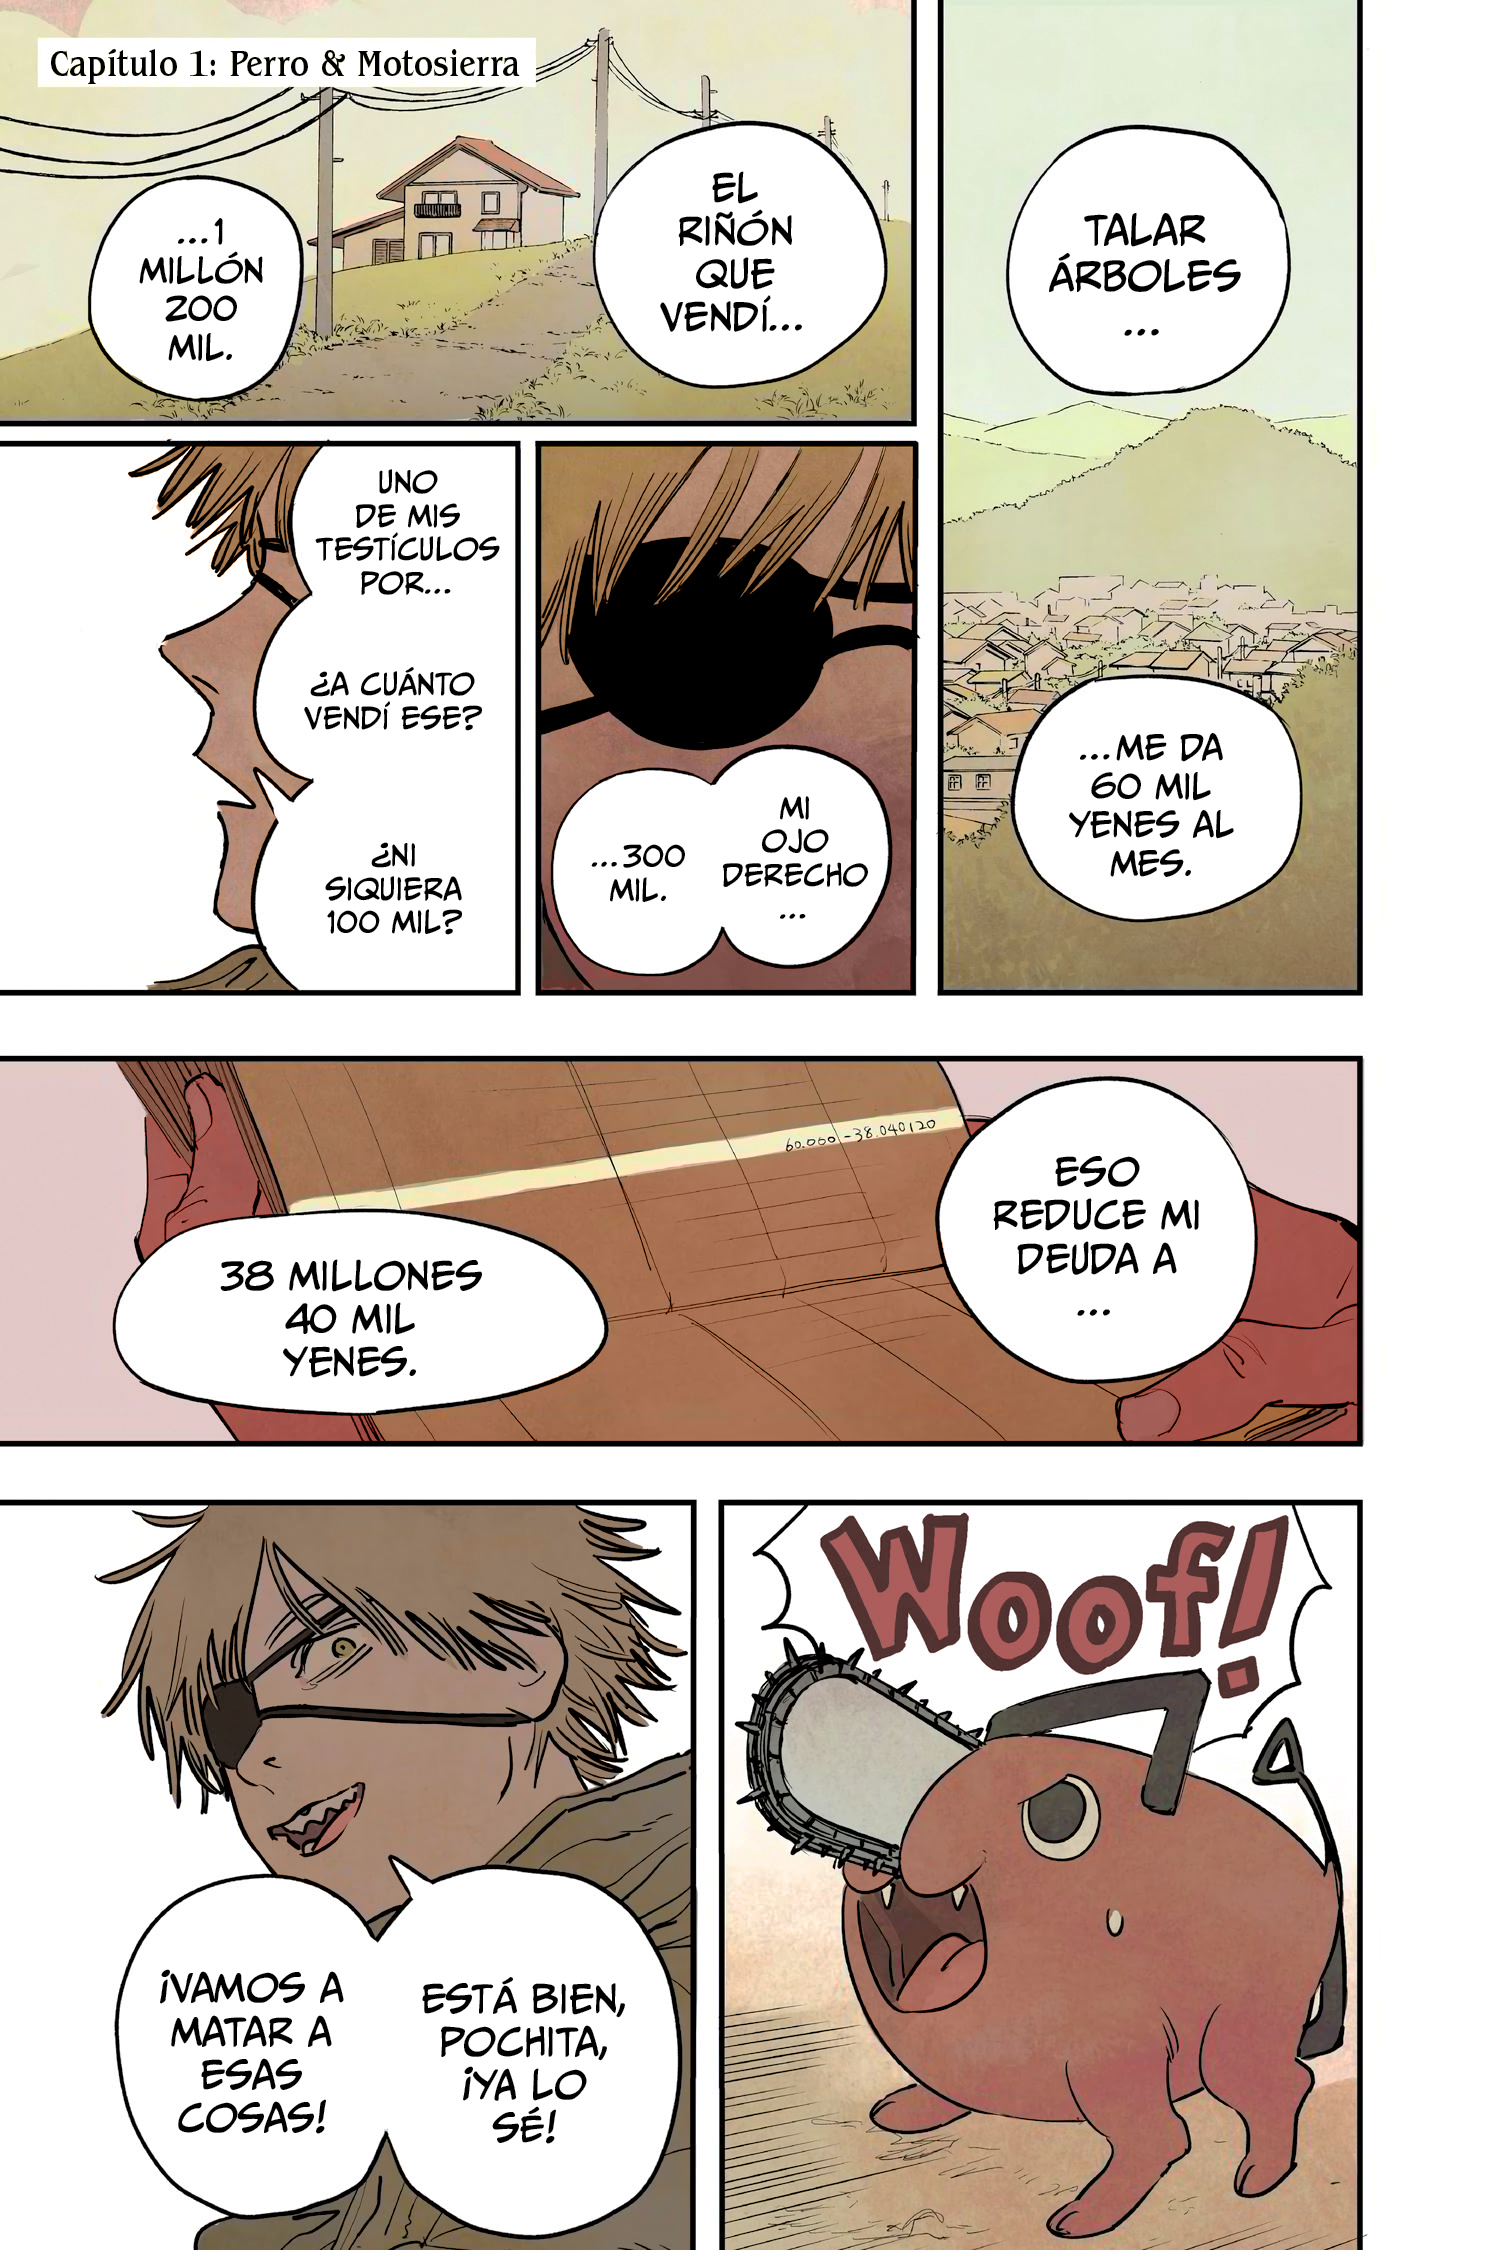 Capítulo 1: Perro & Motosierra
TALAR
ÁRBOLES
...
...ME DA
60 MIL
YENES AL
MES.
EL
RIÑÓN
QUE
VENDÍ...
...1
MILLÓN
200
MIL.
MI
OJO
DERECHO
...
...300
MIL.
UNO
DE MIS
TESTÍCULOS
POR...
¿A CUÁNTO
VENDÍ ESE?
¿NI
SIQUIERA
100 MIL?
60.000 -38.040120
ESO
REDUCE MI
DEUDA A
...
38 MILLONES
40 MIL
YENES.
Woof!
ESTÁ BIEN,
POCHITA,
¡YA LO
SÉ!
¡VAMOS A
MATAR A
ESAS
COSAS!